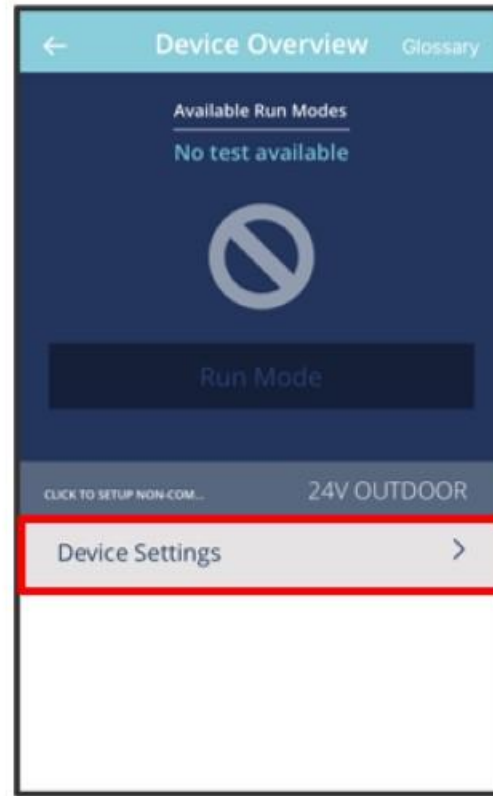 Device Overview Glossary
Available Run Modes
No test available
Run Mode
CLICK TO SETUP NON-COM... 24V OUTDOOR
Device Settings